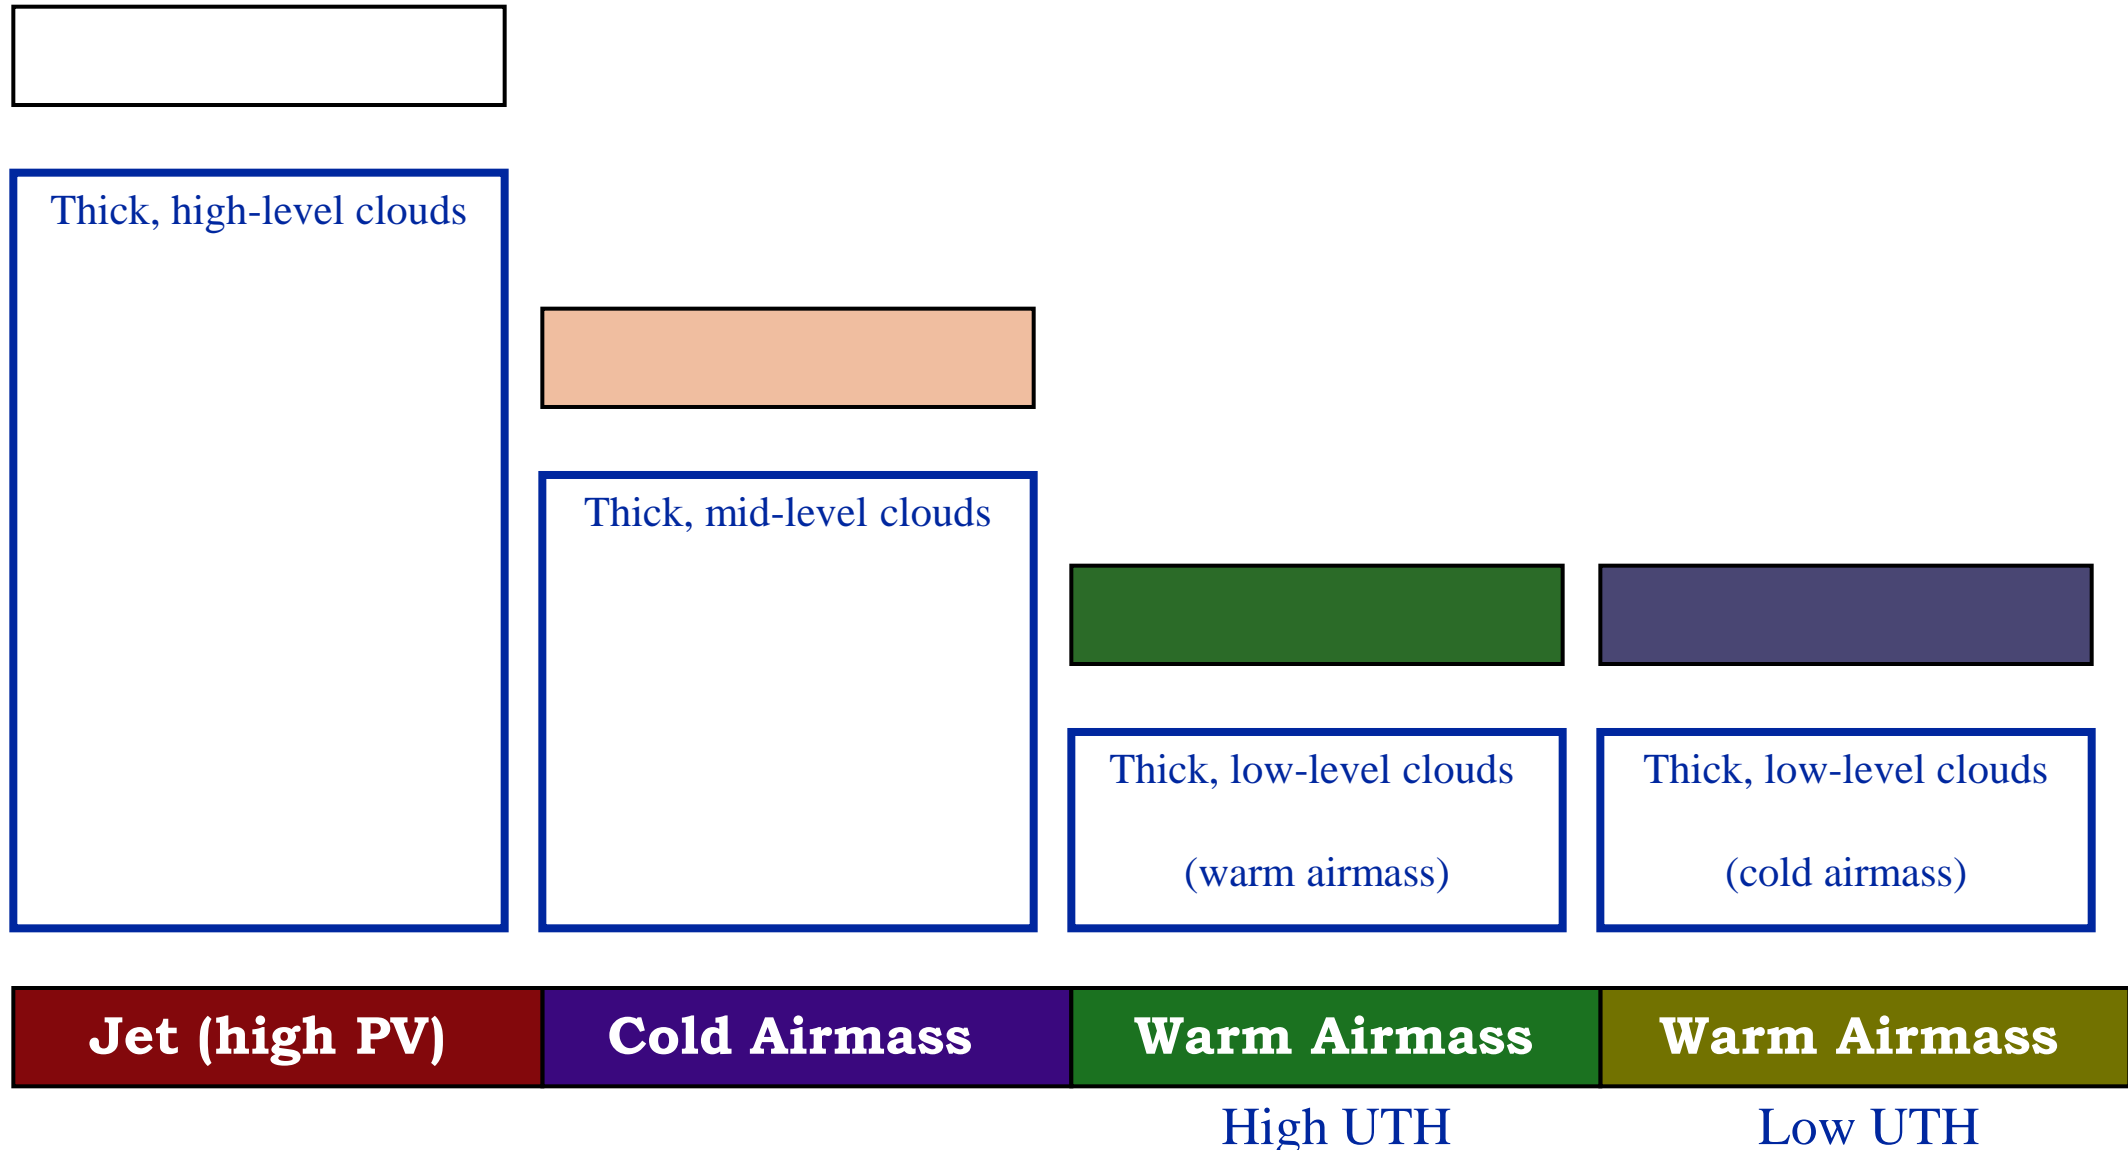 Thick, high-level clouds
Thick, mid-level clouds
Thick, low-level clouds
(warm airmass)
Thick, low-level clouds
(cold airmass)
Jet (high PV)
Cold Airmass
Warm Airmass
Warm Airmass
High UTH
Low UTH